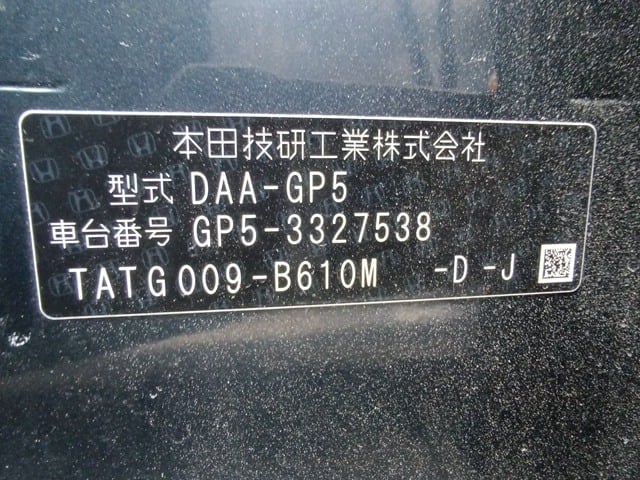 本田技研工業株式会社
型式 DAA-GP5
車台番号 GP5-3327538
TATG009-B610M -D -J